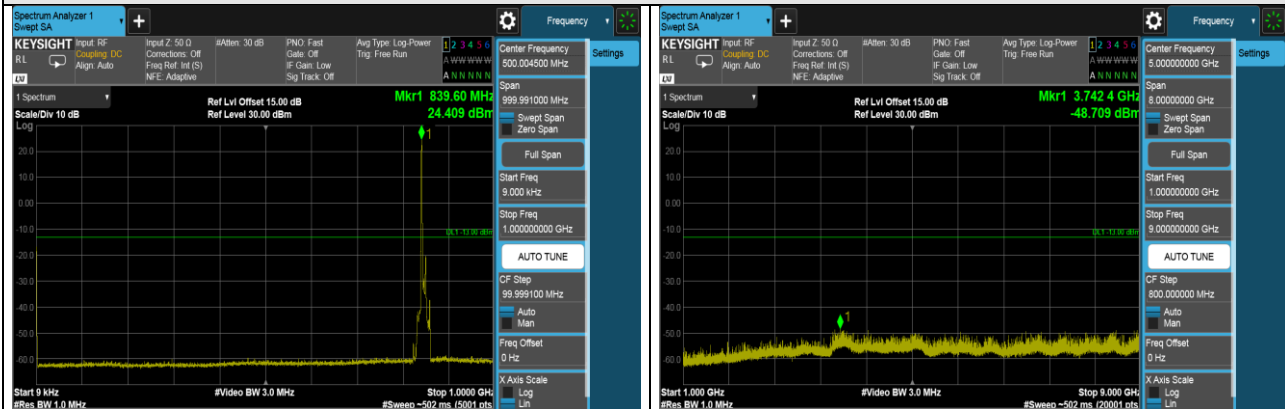 Spectrum Analyzer 1
Swept SA
Frequency
KEYSIGHT
RL
Input: RF
Coupling: DC
Align: Auto
Input Z: 50 Ω
Corrections: Off
Freq Ref: Int (S)
NFE: Adaptive
#Atten: 30 dB
PNO: Fast
Gate: Off
IF Gain: Low
Sig Track: Off
Avg Type: Log-Power
Trig: Free Run
1 2 3 4 5 6
A W W W W W
A N N N N N
Settings
1 Spectrum
Scale/Div 10 dB
Ref Lvl Offset 15.00 dB
Ref Level 30.00 dBm
Mkr1 839.60 MHz
24.409 dBm
Log
1
20.0
10.0
0.00
-10.0
DL1 -13.00 dBm
-20.0
-30.0
-40.0
-50.0
-60.0
Start 9 kHz
#Res BW 1.0 MHz
#Video BW 3.0 MHz
Stop 1.0000 GHz
#Sweep ~502 ms (5001 pts
Center Frequency
500.004500 MHz
Span
999.991000 MHz
Swept Span
Zero Span
Full Span
Start Freq
9.000 kHz
Stop Freq
1.000000000 GHz
AUTO TUNE
CF Step
99.999100 MHz
Auto
Man
Freq Offset
0 Hz
X Axis Scale
Log
Lin
Spectrum Analyzer 1
Swept SA
Frequency
KEYSIGHT
RL
Input: RF
Coupling: DC
Align: Auto
Input Z: 50 Ω
Corrections: Off
Freq Ref: Int (S)
NFE: Adaptive
#Atten: 30 dB
PNO: Fast
Gate: Off
IF Gain: Low
Sig Track: Off
Avg Type: Log-Power
Trig: Free Run
1 2 3 4 5 6
A W W W W W
A N N N N N
Settings
1 Spectrum
Scale/Div 10 dB
Ref Lvl Offset 15.00 dB
Ref Level 30.00 dBm
Mkr1 3.742 4 GHz
-48.709 dBm
Log
1
20.0
10.0
0.00
-10.0
DL1 -13.00 dBm
-20.0
-30.0
-40.0
-50.0
-60.0
Start 1.000 GHz
#Res BW 1.0 MHz
#Video BW 3.0 MHz
Stop 9.000 GHz
#Sweep ~502 ms (20001 pts
Center Frequency
5.000000000 GHz
Span
8.00000000 GHz
Swept Span
Zero Span
Full Span
Start Freq
1.000000000 GHz
Stop Freq
9.000000000 GHz
AUTO TUNE
CF Step
800.000000 MHz
Auto
Man
Freq Offset
0 Hz
X Axis Scale
Log
Lin